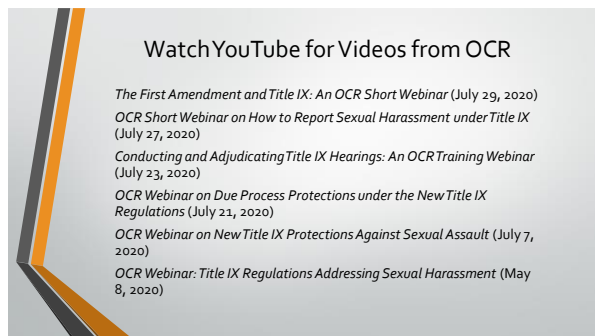 Watch YouTube for Videos from OCR
The First Amendment and Title IX: An OCR Short Webinar (July 29, 2020)
OCR Short Webinar on How to Report Sexual Harassment under Title IX
(July 27, 2020)
Conducting and Adjudicating Title IX Hearings: An OCR Training Webinar
(July 23, 2020)
OCR Webinar on Due Process Protections under the New Title IX
Regulations (July 21, 2020)
OCR Webinar on New Title IX Protections Against Sexual Assault (July 7,
2020)
OCR Webinar: Title IX Regulations Addressing Sexual Harassment (May
8, 2020)